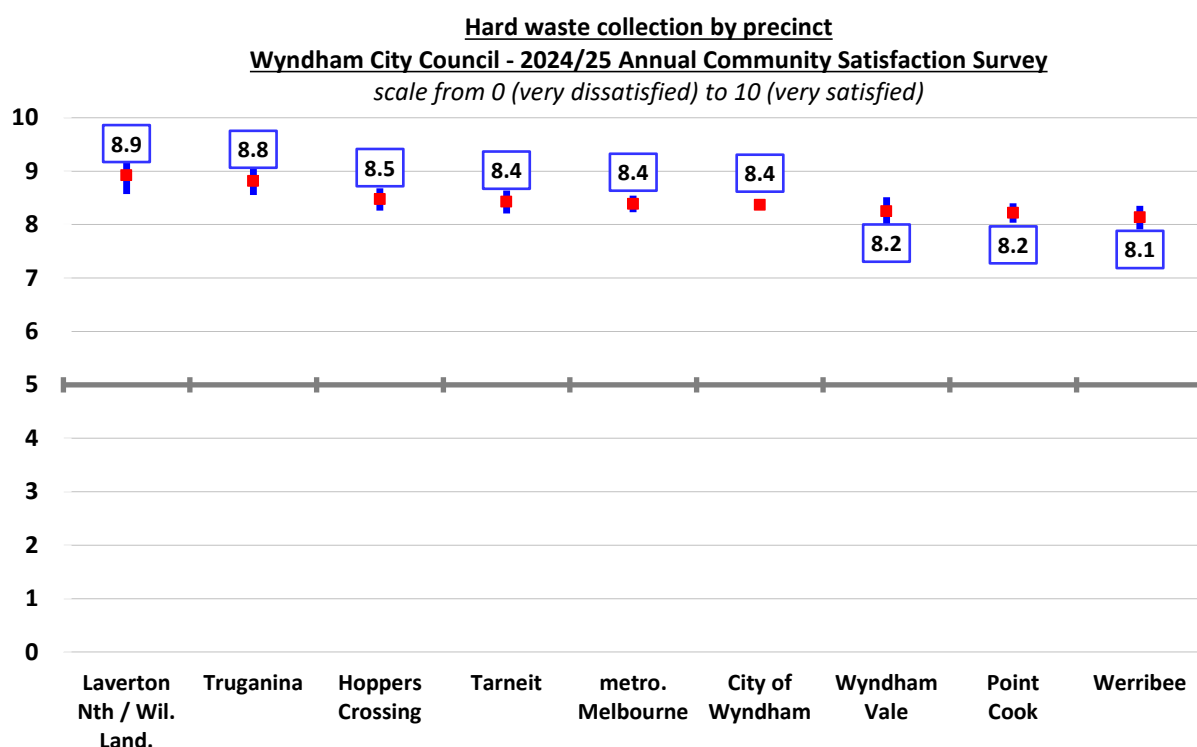 Hard waste collection by precinct
Wyndham City Council - 2024/25 Annual Community Satisfaction Survey
scale from 0 (very dissatisfied) to 10 (very satisfied)
10
9
8
7
6
5
4
3
2
1
0
8.9
8.8
8.5
8.4
8.4
8.4
8.2
8.2
8.1
Laverton
Nth / Wil.
Land.
Truganina
Hoppers
Crossing
Tarneit
metro.
Melbourne
City of
Wyndham
Wyndham
Vale
Point
Cook
Werribee